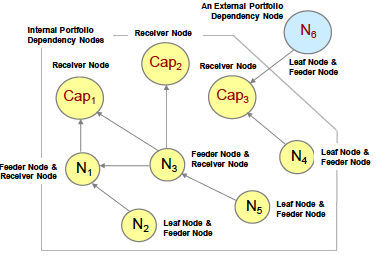 An External Portfolio
Dependency Node
N6
Internal Portfolio
Dependency Nodes
Receiver Node
Cap2
Receiver Node
Receiver Node
Leaf Node &
Feeder Node
Cap1
Cap3
Feeder Node &
Receiver Node
N1
N3
Feeder Node &
Receiver Node
N4
Leaf Node &
Feeder Node
N5
Leaf Node &
Feeder Node
N2
Leaf Node &
Feeder Node